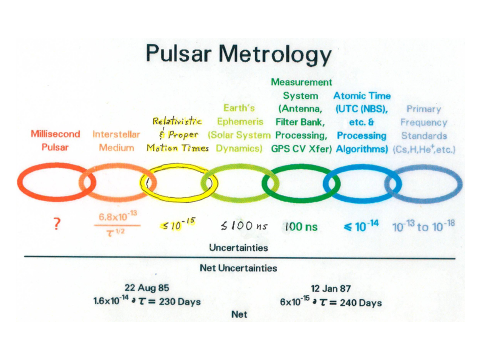 Pulsar Metrology
Millisecond
Pulsar
Interstellar
Medium
Relativistic
& Proper
Motion Times
Earth's
Ephemeris
(Solar System
Dynamics)
Measurement
System
(Antenna,
Filter Bank,
Processing,
GPS CV Xfer)
Atomic Time
(UTC (NBS),
etc. &
Processing
Algorithms)
Primary
Frequency
Standards
(Cs,H,He⁺,etc.)
?
6.8x10⁻¹³
τ¹/²
≤10⁻¹⁵
≤100 ns
100 ns
≤ 10⁻¹⁴
10⁻¹³ to 10⁻¹⁸
Uncertainties
Net Uncertainties
22 Aug 85
12 Jan 87
1.6x10⁻¹⁴ τ = 230 Days
6x10⁻¹⁵ τ = 240 Days
Net